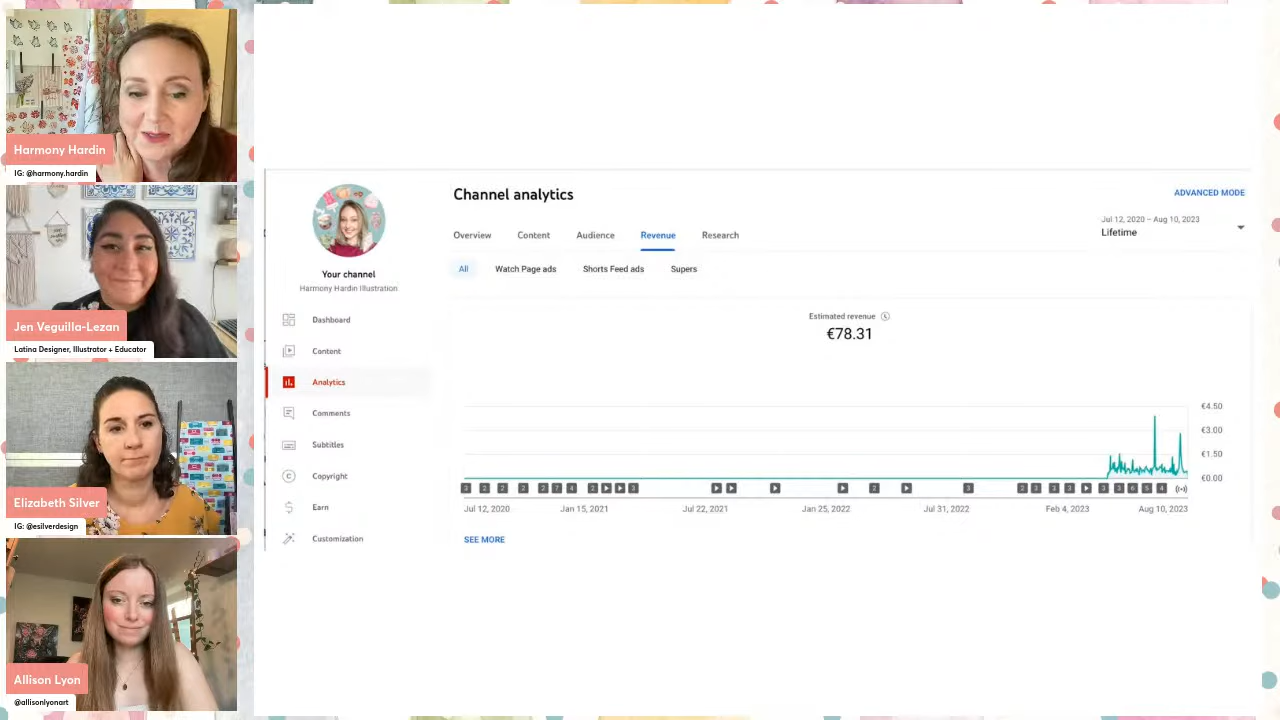 Harmony Hardin
IG: @harmony.hardin
Jen Veguilla-Lezan
Latina Designer, Illustrator + Educator
Elizabeth Silver
IG: @esilverdesign
Allison Lyon
@allisonlyonart
Your channel
Harmony Hardin Illustration
Dashboard
Content
Analytics
Comments
Subtitles
Copyright
Earn
Customization
Channel analytics
ADVANCED MODE
Overview Content Audience Revenue Research
Jul 12, 2020 – Aug 10, 2023
Lifetime
All Watch Page ads Shorts Feed ads Supers
Estimated revenue
€78.31
€4.50
€3.00
€1.50
€0.00
Jul 12, 2020 Jan 15, 2021 Jul 22, 2021 Jan 25, 2022 Jul 31, 2022 Feb 4, 2023 Aug 10, 2023
SEE MORE